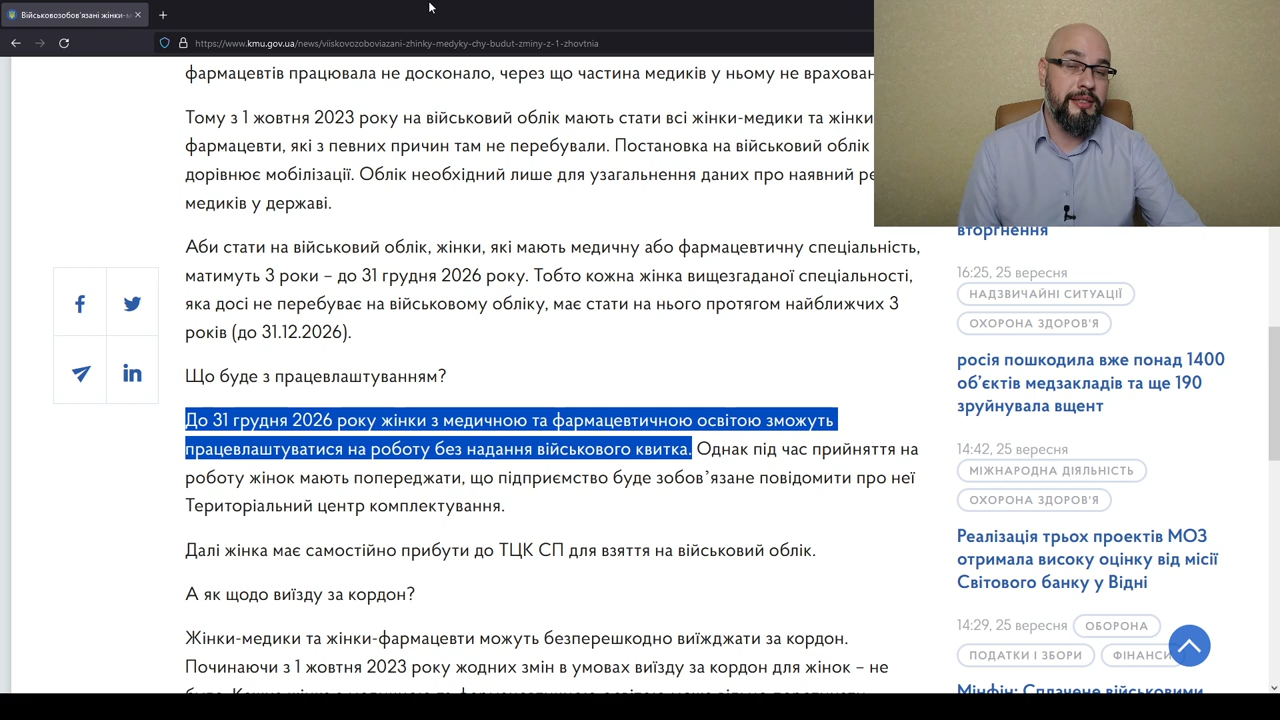 Військовозобов'язані жінки-м
https://www.kmu.gov.ua/news/viiskovozoboviazani-zhinky-medyky-chy-budut-zminy-z-1-zhovtnia
фармацевтів працювала не досконало, через що частина медиків у ньому не врахован
Тому з 1 жовтня 2023 року на військовий облік мають стати всі жінки-медики та жінки
фармацевти, які з певних причин там не перебували. Постановка на військовий облік
дорівнює мобілізації. Облік необхідний лише для узагальнення даних про наявний ре
медиків у державі.
Аби стати на військовий облік, жінки, які мають медичну або фармацевтичну спеціальність,
матимуть 3 роки – до 31 грудня 2026 року. Тобто кожна жінка вищезгаданої спеціальності,
яка досі не перебуває на військовому обліку, має стати на нього протягом найближчих 3
років (до 31.12.2026).
Що буде з працевлаштуванням?
До 31 грудня 2026 року жінки з медичною та фармацевтичною освітою зможуть
працевлаштуватися на роботу без надання військового квитка. Однак під час прийняття на
роботу жінок мають попереджати, що підприємство буде зобов’язане повідомити про неї
Територіальний центр комплектування.
Далі жінка має самостійно прибути до ТЦК СП для взяття на військовий облік.
А як щодо виїзду за кордон?
Жінки-медики та жінки-фармацевти можуть безперешкодно виїжджати за кордон.
Починаючи з 1 жовтня 2023 року жодних змін в умовах виїзду за кордон для жінок – не
вторгнення
16:25, 25 вересня
НАДЗВИЧАЙНІ СИТУАЦІЇ
ОХОРОНА ЗДОРОВ'Я
росія пошкодила вже понад 1400
об’єктів медзакладів та ще 190
зруйнувала вщент
14:42, 25 вересня
МІЖНАРОДНА ДІЯЛЬНІСТЬ
ОХОРОНА ЗДОРОВ'Я
Реалізація трьох проектів МОЗ
отримала високу оцінку від місії
Світового банку у Відні
14:29, 25 вересня ОБОРОНА
ПОДАТКИ І ЗБОРИ ФІНАНСИ
Мінфін: Сплачене військовими